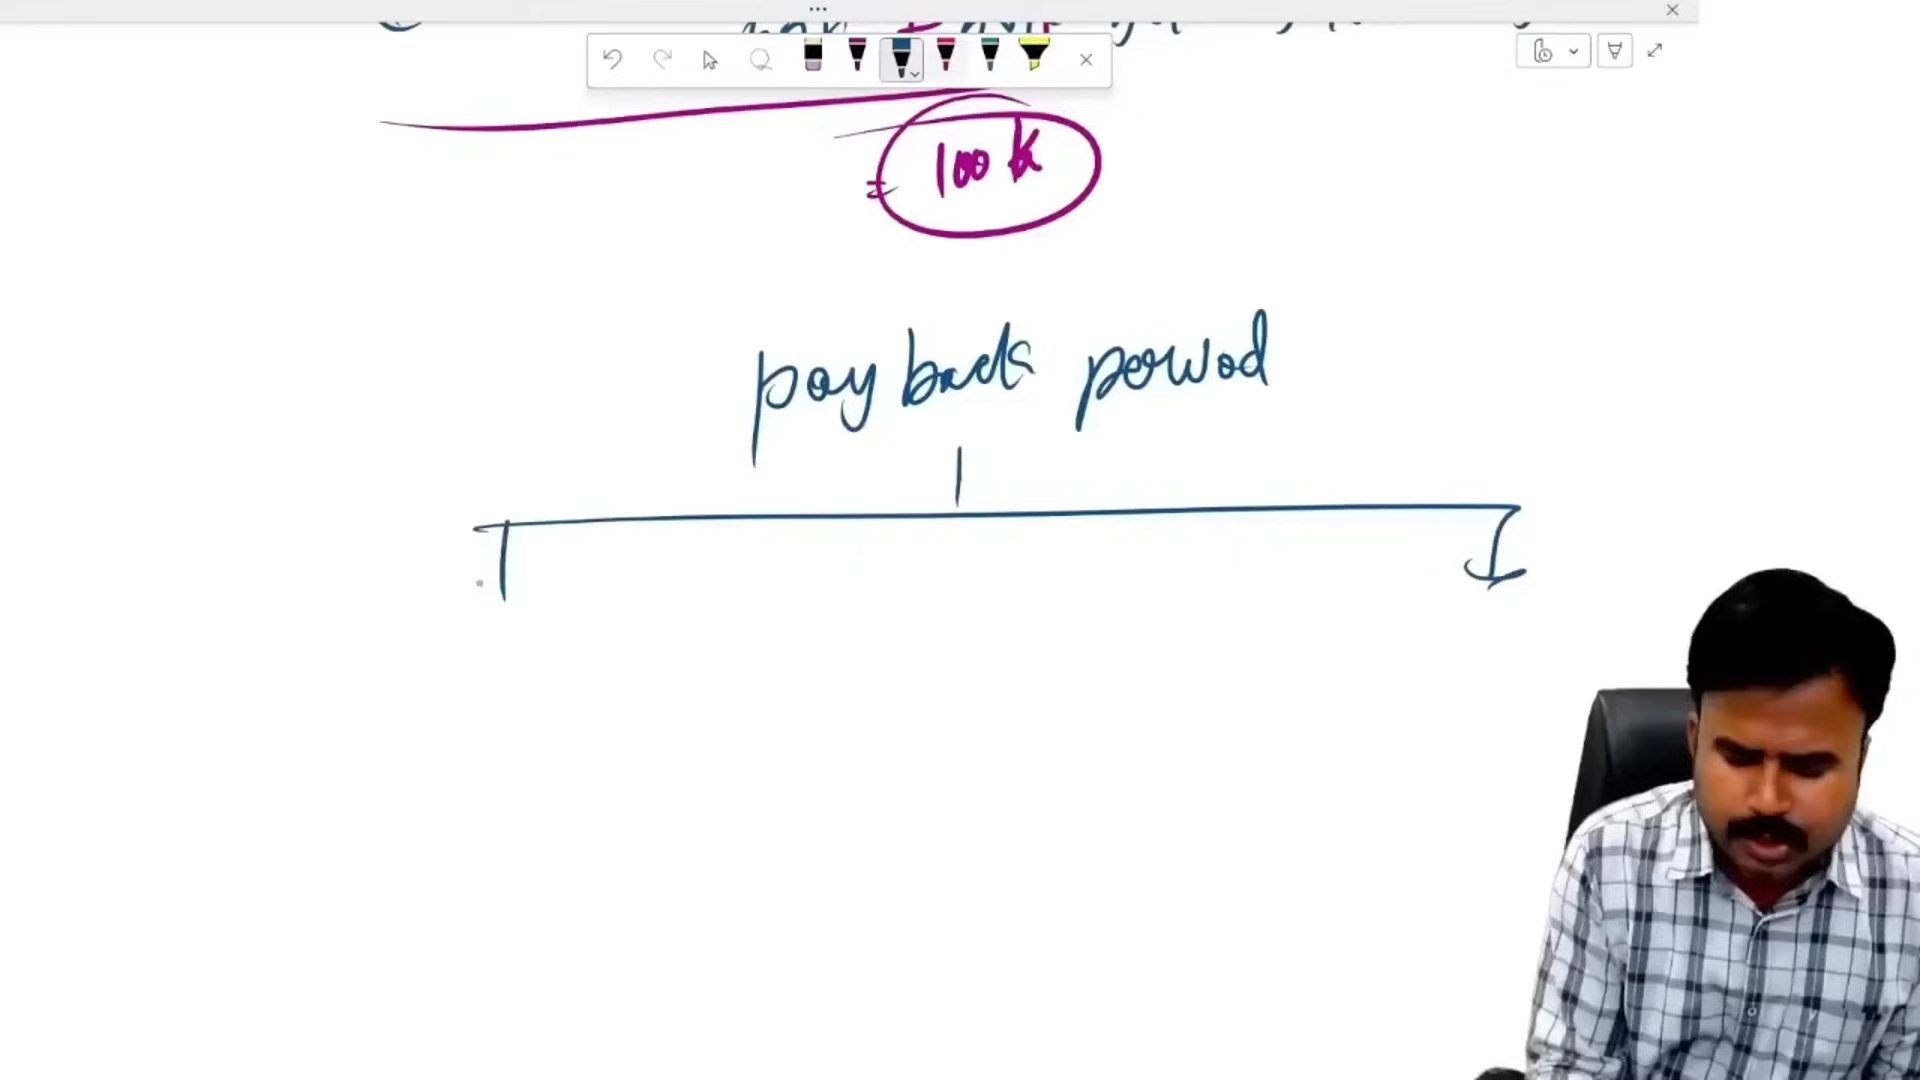 = 100 k
pay back period